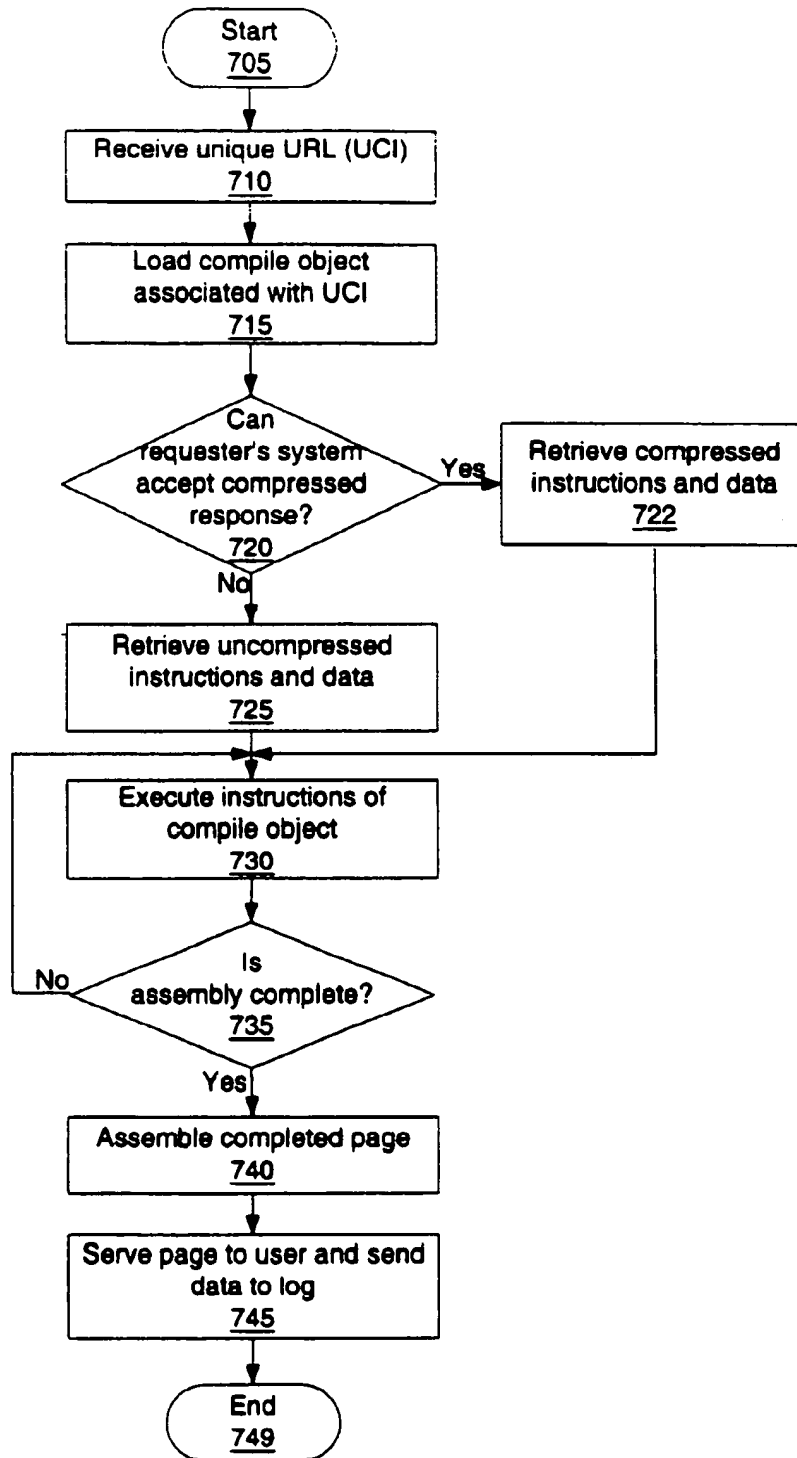 Start
705
Receive unique URL (UCI)
710
Load compile object
associated with UCI
715
Can
requester's system
accept compressed
response?
720
Yes
Retrieve compressed
instructions and data
722
No
Retrieve uncompressed
instructions and data
725
Execute instructions of
compile object
730
Is
assembly complete?
735
No
Yes
Assemble completed page
740
Serve page to user and send
data to log
745
End
749